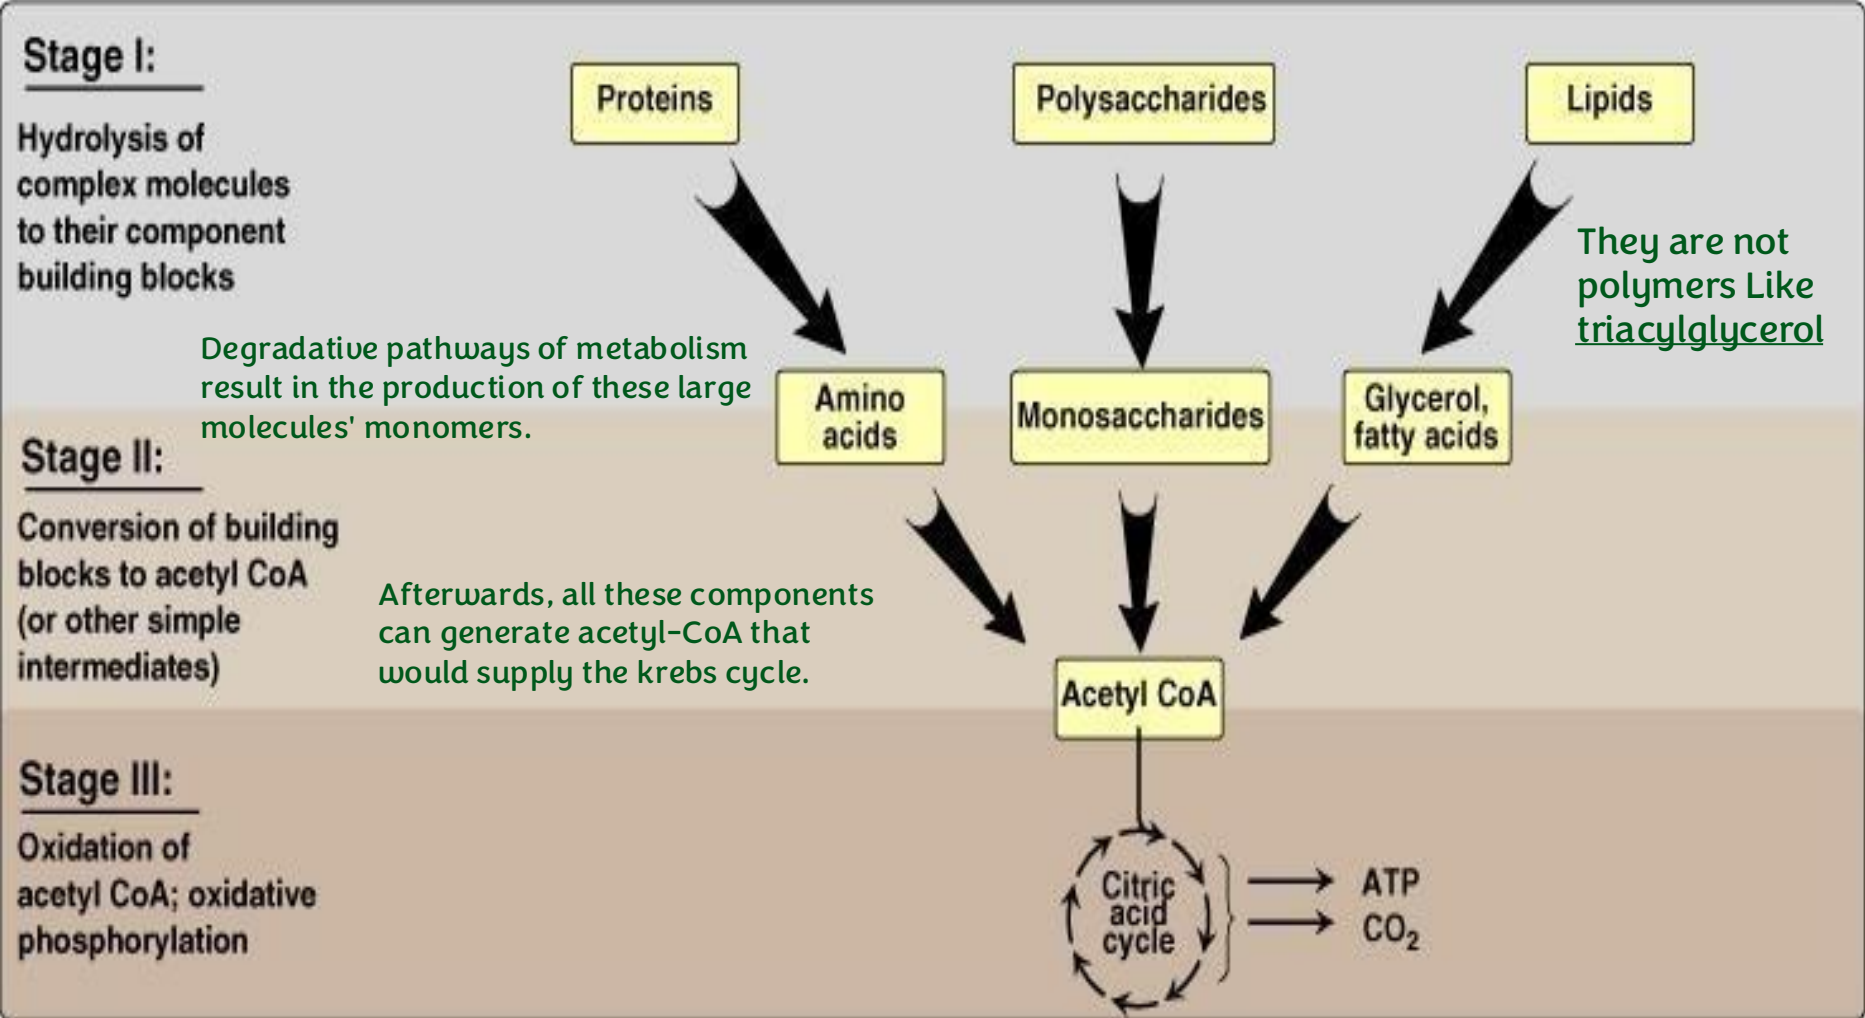 Stage I:
Hydrolysis of
complex molecules
to their component
building blocks
Proteins
Polysaccharides
Lipids
They are not
polymers Like
triacylglycerol
Degradative pathways of metabolism
result in the production of these large
molecules' monomers.
Amino
acids
Monosaccharides
Glycerol,
fatty acids
Stage II:
Conversion of building
blocks to acetyl CoA
(or other simple
intermediates)
Afterwards, all these components
can generate acetyl-CoA that
would supply the krebs cycle.
Acetyl CoA
Stage III:
Oxidation of
acetyl CoA; oxidative
phosphorylation
Citric
acid
cycle
ATP
CO₂